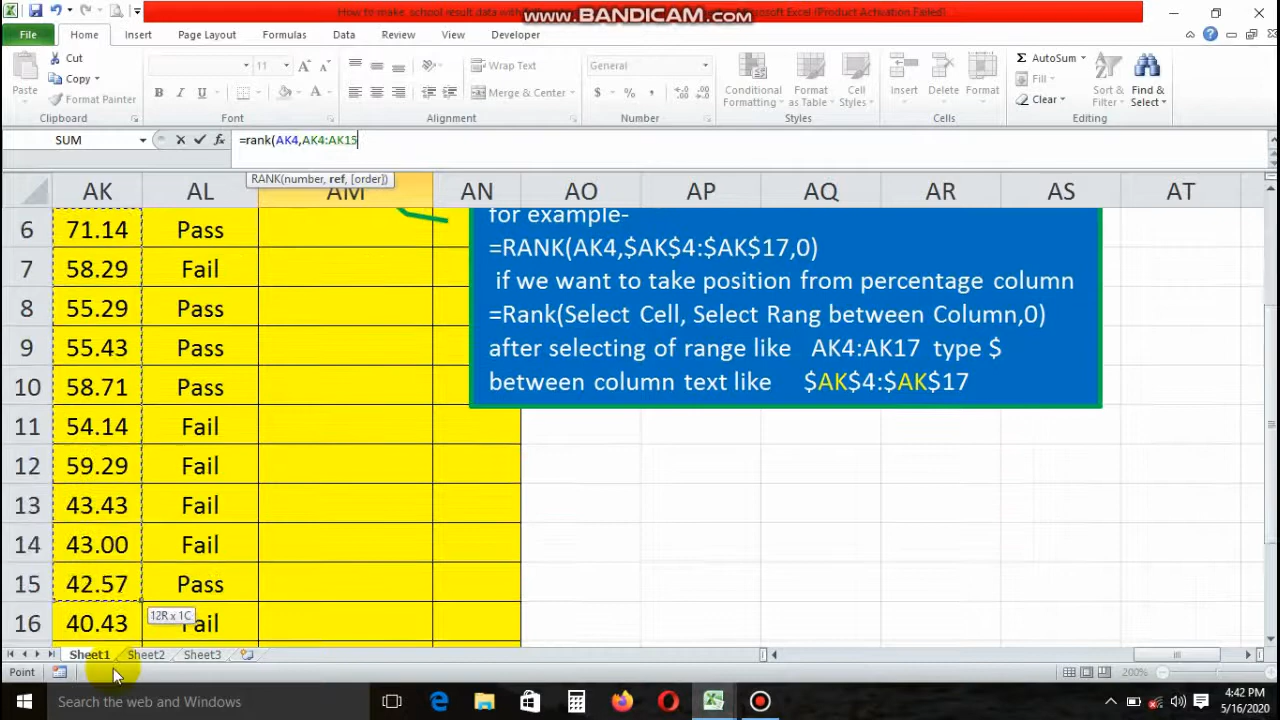 How to make school result data with
www.BANDICAM.com
Microsoft Excel (Product Activation Failed)
File Home Insert Page Layout Formulas Data Review View Developer
Paste
Cut
Copy
Format Painter
Clipboard
11
A A
B I U
Font
Wrap Text
Merge & Center
Alignment
General
$ % ,
Number
Conditional Formatting
Format as Table
Cell Styles
Styles
Insert Delete Format
Cells
Σ AutoSum
Fill
Clear
Sort & Filter
Find & Select
Editing
SUM
fx
=rank(AK4,AK4:AK15
RANK(number, ref, [order])
AK AL AM AN AO AP AQ AR AS AT
6 71.14 Pass
7 58.29 Fail
8 55.29 Pass
9 55.43 Pass
10 58.71 Pass
11 54.14 Fail
12 59.29 Fail
13 43.43 Fail
14 43.00 Fail
15 42.57 Pass
16 40.43 Fail
12R x 1C
for example-
=RANK(AK4,$AK$4:$AK$17,0)
if we want to take position from percentage column
=Rank(Select Cell, Select Rang between Column,0)
after selecting of range like AK4:AK17 type $
between column text like $AK$4:$AK$17
Sheet1 Sheet2 Sheet3
Point
200%
Search the web and Windows
4:42 PM
5/16/2020